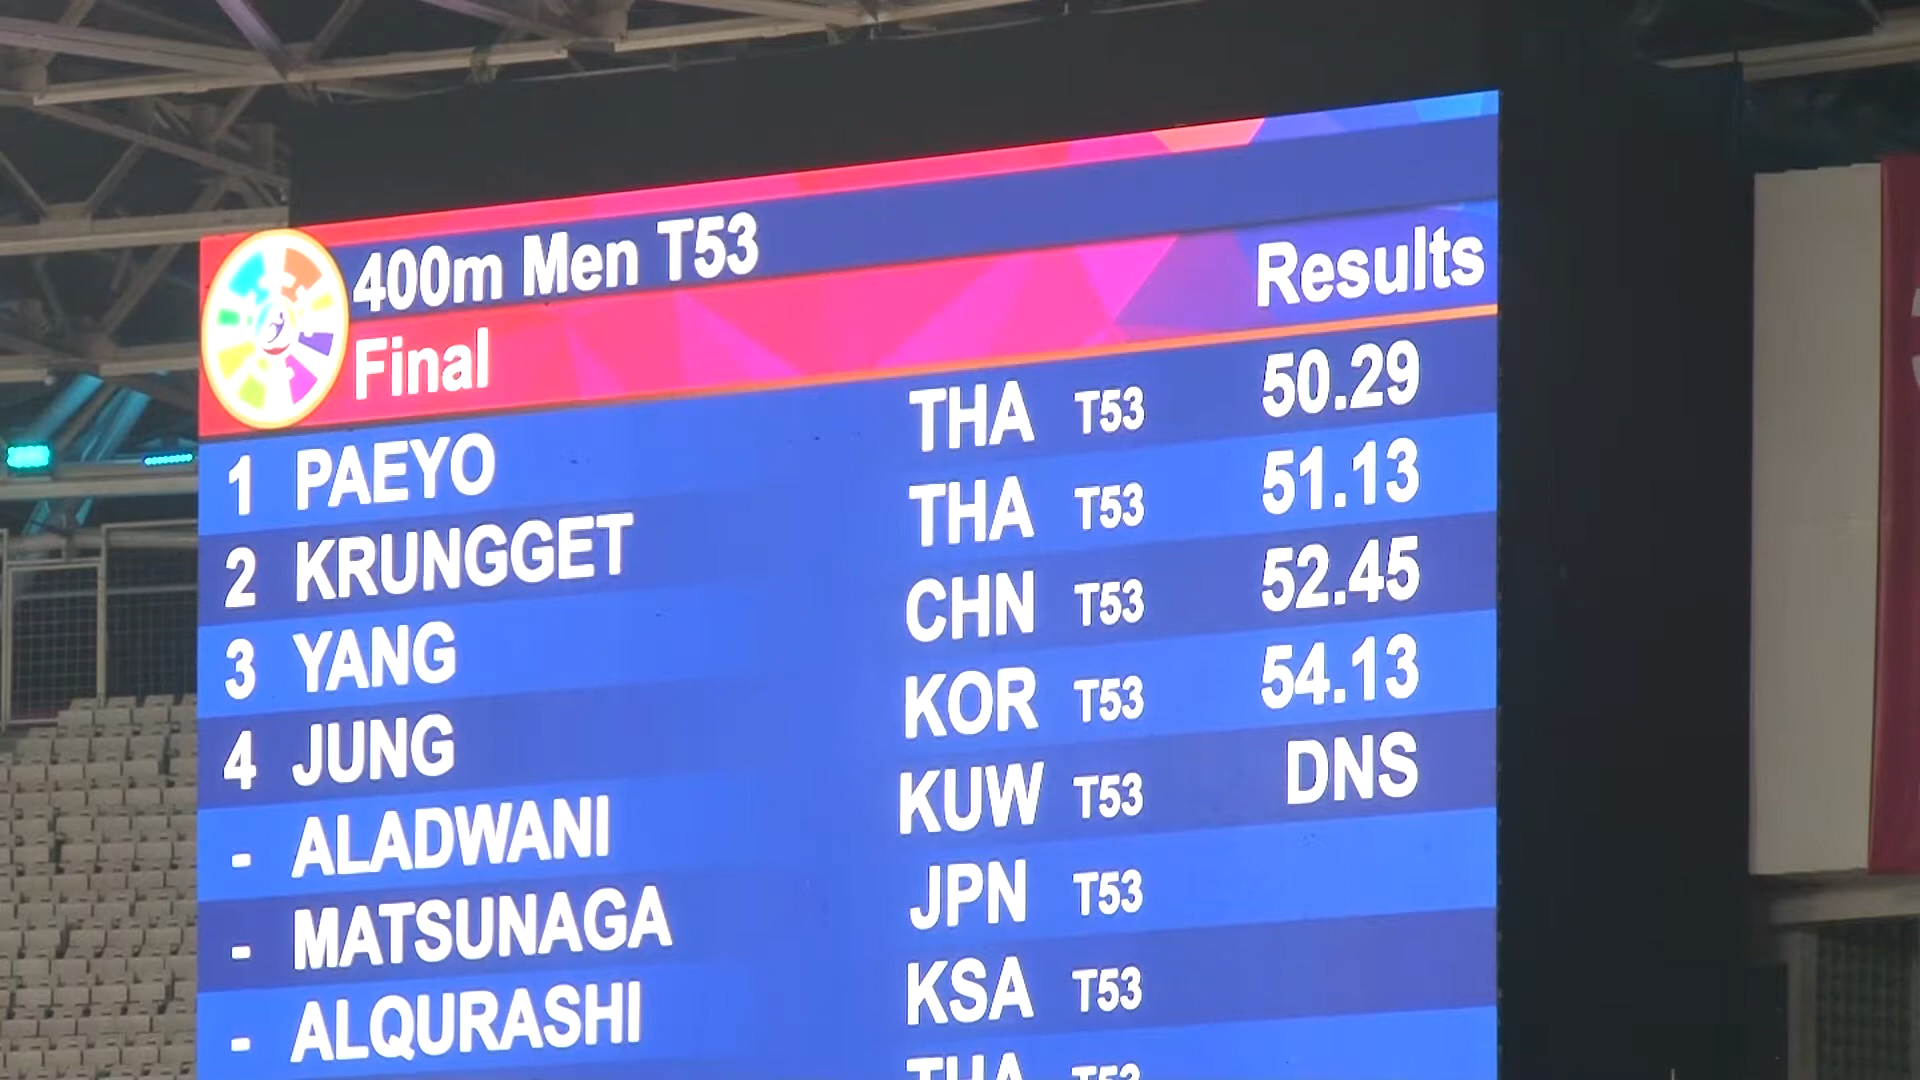 400m Men T53
Final Results
1 PAEYO THA T53 50.29
2 KRUNGGET THA T53 51.13
3 YANG CHN T53 52.45
4 JUNG KOR T53 54.13
- ALADWANI KUW T53 DNS
- MATSUNAGA JPN T53
- ALQURASHI KSA T53
THA T53